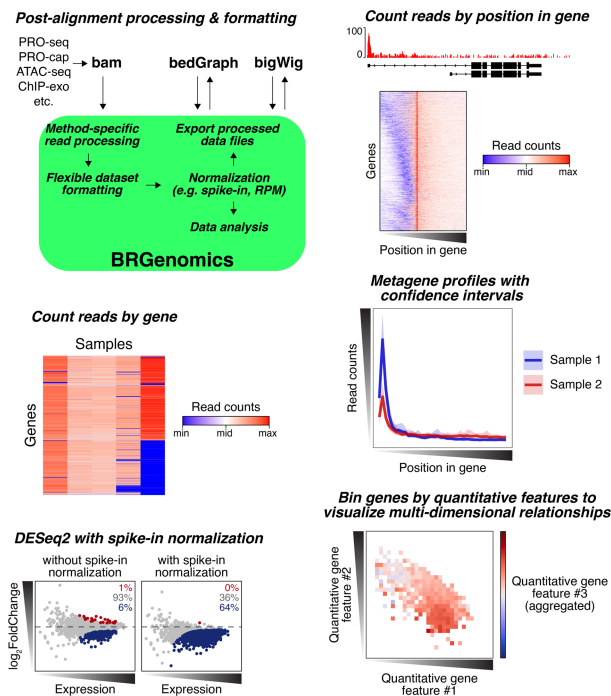 Post-alignment processing & formatting
PRO-seq
PRO-cap
ATAC-seq
ChIP-exo
etc.
bam
bedGraph
bigWig
Method-specific
read processing
Export processed
data files
Flexible dataset
formatting
Normalization
(e.g. spike-in, RPM)
Data analysis
BRGenomics
Count reads by position in gene
100
0
Genes
Position in gene
Read counts
min
mid
max
Count reads by gene
Samples
Genes
Read counts
min
mid
max
Metagene profiles with
confidence intervals
Read counts
Position in gene
Sample 1
Sample 2
DESeq2 with spike-in normalization
without spike-in
normalization
with spike-in
normalization
1%
93%
6%
0%
36%
64%
log2FoldChange
Expression
Expression
Bin genes by quantitative features to
visualize multi-dimensional relationships
Quantitative gene
feature #2
Quantitative gene
feature #1
Quantitative gene
feature #3
(aggregated)